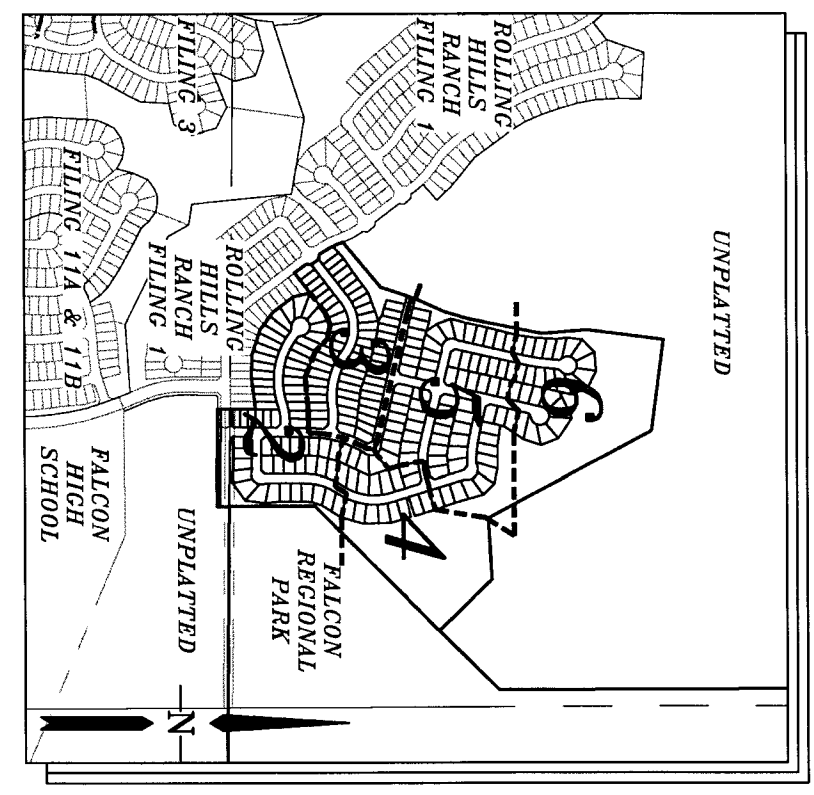 FILING 3
ROLLING
HILLS
RANCH
FILING 1
UNPLATTED
FILING 11A & 11B
ROLLING
HILLS
RANCH
FILING 1
3
5
6
2
4
FALCON
HIGH
SCHOOL
UNPLATTED
FALCON
REGIONAL
PARK
N